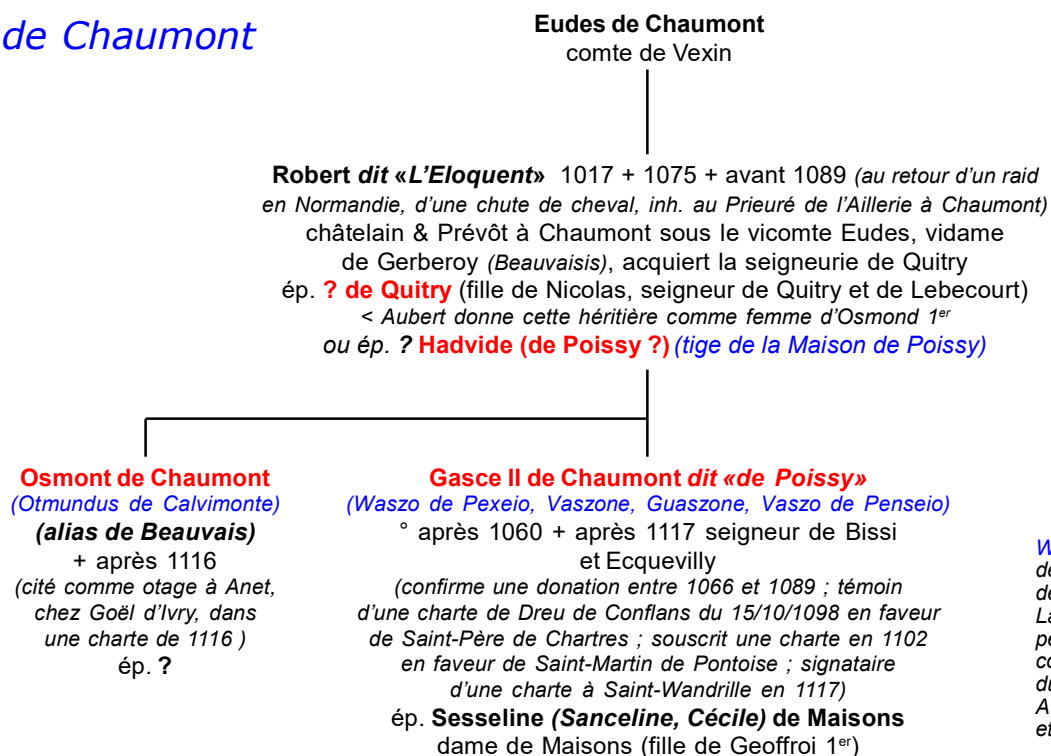 de Chaumont
Eudes de Chaumont
comte de Vexin
Robert dit «L'Eloquent» 1017 + 1075 + avant 1089 (au retour d'un raid
en Normandie, d'une chute de cheval, inh. au Prieuré de l'Aillerie à Chaumont)
châtelain & Prévôt à Chaumont sous le vicomte Eudes, vidame
de Gerberoy (Beauvaisis), acquiert la seigneurie de Quitry
ép. ? de Quitry (fille de Nicolas, seigneur de Quitry et de Lebecourt)
< Aubert donne cette héritière comme femme d'Osmond 1er
ou ép. ? Hadvide (de Poissy ?) (tige de la Maison de Poissy)
Osmont de Chaumont
(Otmundus de Calvimonte)
(alias de Beauvais)
+ après 1116
(cité comme otage à Anet,
chez Goël d'Ivry, dans
une charte de 1116 )
ép. ?
Gasce II de Chaumont dit «de Poissy»
(Waszo de Pexeio, Vaszone, Guaszone, Vaszo de Penseio)
° après 1060 + après 1117 seigneur de Bissi
et Ecquevilly
(confirme une donation entre 1066 et 1089 ; témoin
d'une charte de Dreu de Conflans du 15/10/1098 en faveur
de Saint-Père de Chartres ; souscrit une charte en 1102
en faveur de Saint-Martin de Pontoise ; signataire
d'une charte à Saint-Wandrille en 1117)
ép. Sesseline (Sanceline, Cécile) de Maisons
dame de Maisons (fille de Geoffroi 1er)